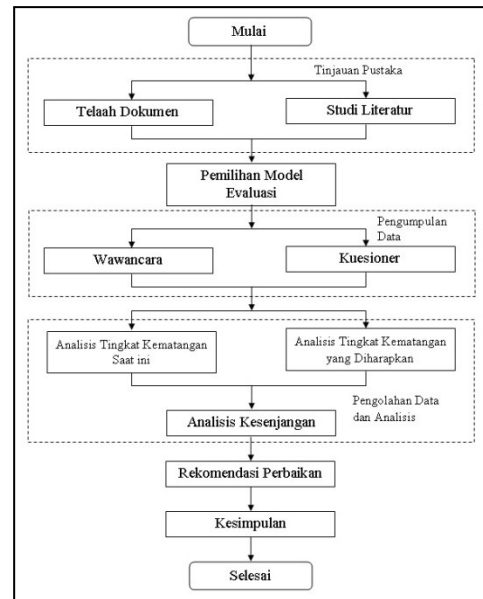 Mulai
Tinjauan Pustaka
Telaah Dokumen
Studi Literatur
Pemilihan Model
Evaluasi
Pengumpulan
Data
Wawancara
Kuesioner
Analisis Tingkat Kematangan
Saat ini
Analisis Tingkat Kematangan
yang Diharapkan
Pengolahan Data
dan Analisis
Analisis Kesenjangan
Rekomendasi Perbaikan
Kesimpulan
Selesai